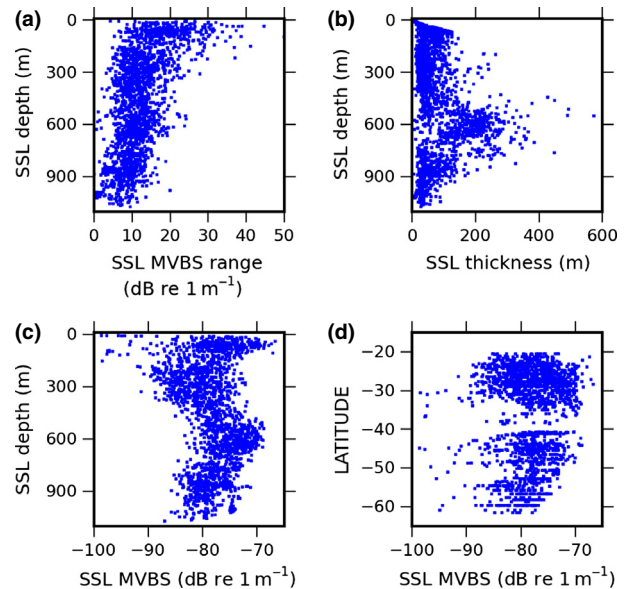 (a)
0
300
600
900
SSL depth (m)
0 10 20 30 40 50
SSL MVBS range
(dB re 1 m⁻¹)
(b)
0
300
600
900
SSL depth (m)
0 200 400 600
SSL thickness (m)
(c)
0
300
600
900
SSL depth (m)
−100 −90 −80 −70
SSL MVBS (dB re 1 m⁻¹)
(d)
−20
−30
−40
−50
−60
LATITUDE
−100 −90 −80 −70
SSL MVBS (dB re 1 m⁻¹)